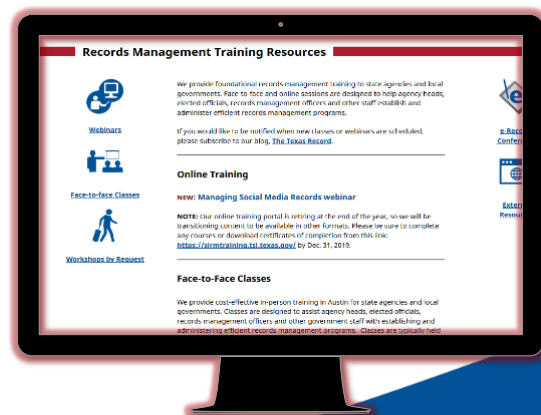 Records Management Training Resources
Webinars
Face-to-face Classes
Workshops by Request
We provide foundational records management training to state agencies and local
governments. Face to face and online sessions are designed to help agency heads,
elected officials, records management officers and other staff establish and
administer efficient records management programs.
If you would like to be notified when new classes or webinars are scheduled,
please subscribe to our blog, The Texas Record.
Online Training
NEW: Managing Social Media Records webinar
NOTE: Our online training portal is retiring at the end of the year, so we will be
transitioning content to be available in other formats. Please be sure to complete
any courses or download certificates of completion from this link:
https://slrmtraining.tsl.texas.gov/ by Dec. 31, 2019.
Face-to-Face Classes
We provide cost-effective in-person training in Austin for state agencies and local
governments. Classes are designed to assist agency heads, elected officials,
records management officers and other government staff with establishing and
administering efficient records management programs. Classes are typically held
e
e-Reco
Confere
Extern
Resour